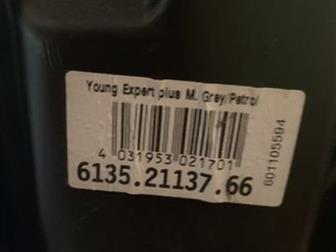 Young Expert plus M. Grey/Petrol
4 031953 021701
6135.21137.66
601105594